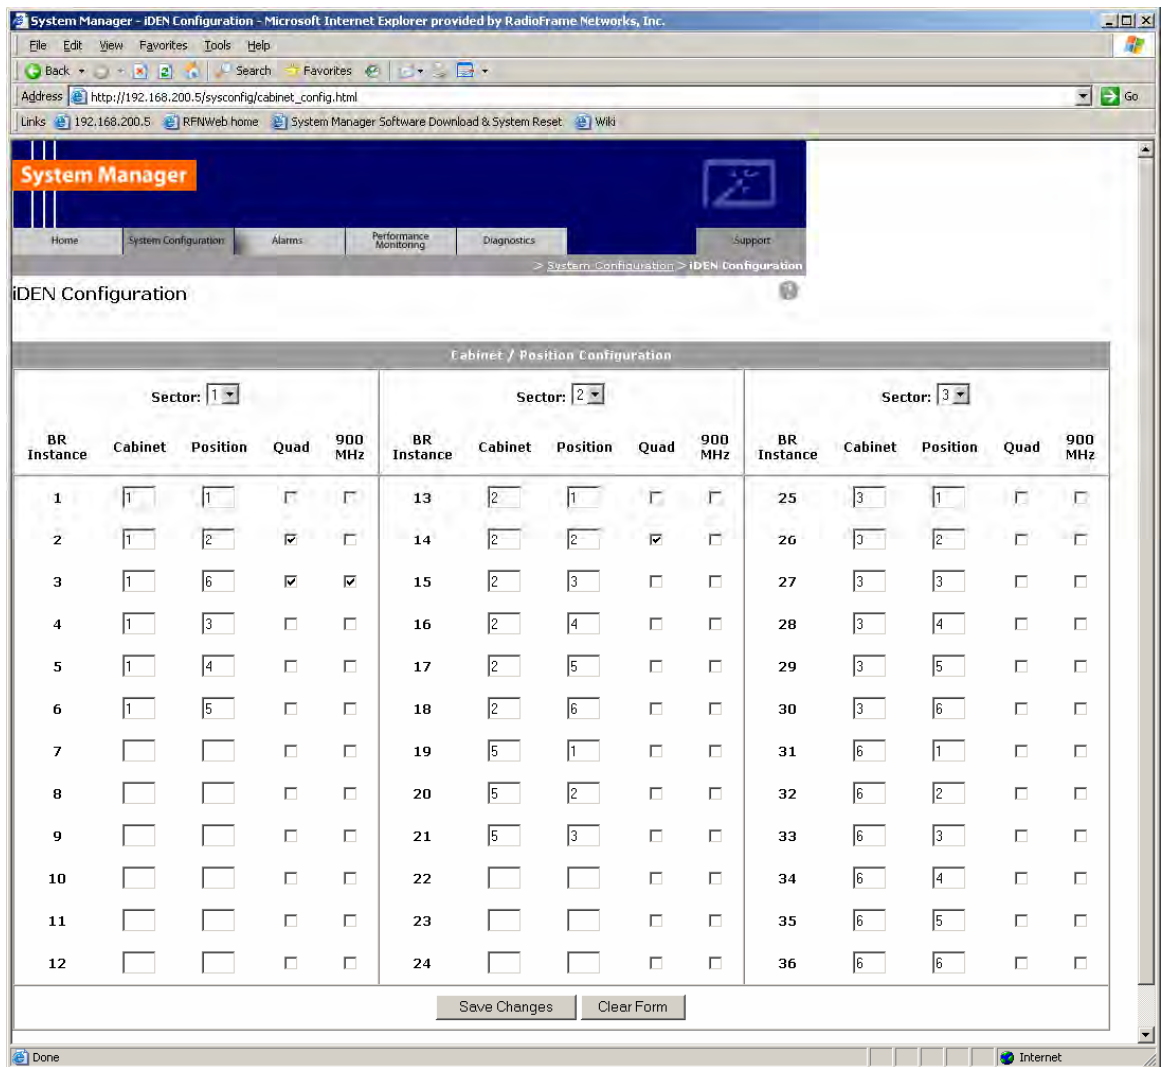 System Manager - iDEN Configuration - Microsoft Internet Explorer provided by RadioFrame Networks, Inc.
File Edit View Favorites Tools Help
Back Search Favorites
Address http://192.168.200.5/sysconfig/cabinet_config.html Go
Links 192.168.200.5 RFNWeb home System Manager Software Download & System Reset Wiki
System Manager
Home System Configuration Alarms Performance Monitoring Diagnostics Support
> System Configuration > iDEN Configuration
iDEN Configuration
Cabinet / Position Configuration
Sector: 1 Sector: 2 Sector: 3
BR Instance Cabinet Position Quad 900 MHz BR Instance Cabinet Position Quad 900 MHz BR Instance Cabinet Position Quad 900 MHz
1 1 1 13 2 1 25 3 1
2 1 2 14 2 2 26 3 2
3 1 6 15 2 3 27 3 3
4 1 3 16 2 4 28 3 4
5 1 4 17 2 5 29 3 5
6 1 5 18 2 6 30 3 6
7 19 5 1 31 6 1
8 20 5 2 32 6 2
9 21 5 3 33 6 3
10 22 34 6 4
11 23 35 6 5
12 24 36 6 6
Save Changes Clear Form
Done Internet